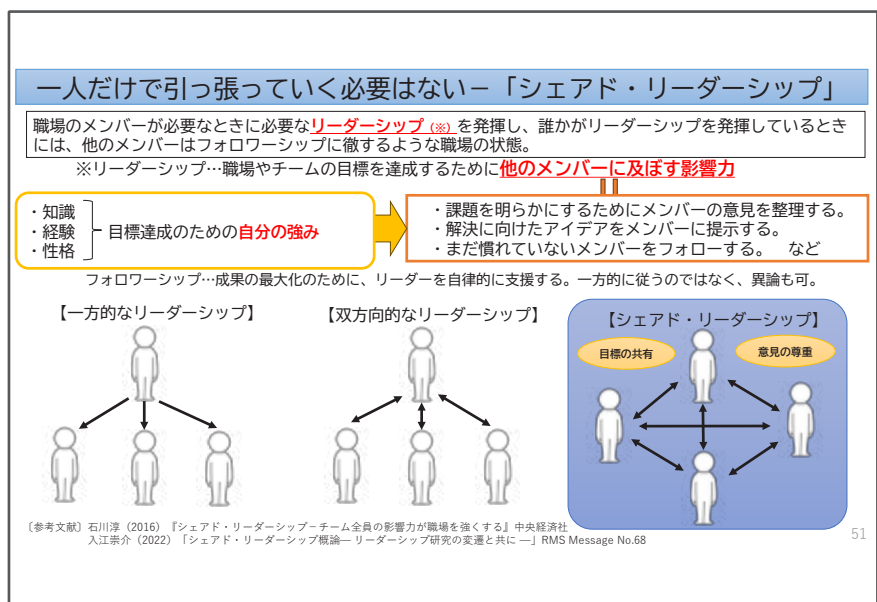 一人だけで引っ張っていく必要はない－「シェアド・リーダーシップ」
職場のメンバーが必要なときに必要なリーダーシップ（※）を発揮し、誰かがリーダーシップを発揮しているとき
には、他のメンバーはフォロワーシップに徹するような職場の状態。
※リーダーシップ…職場やチームの目標を達成するために他のメンバーに及ぼす影響力
・知識
・経験
・性格
目標達成のための自分の強み
・課題を明らかにするためにメンバーの意見を整理する。
・解決に向けたアイデアをメンバーに提示する。
・まだ慣れていないメンバーをフォローする。　など
フォロワーシップ…成果の最大化のために、リーダーを自律的に支援する。一方的に従うのではなく、異論も可。
【一方的なリーダーシップ】
【双方向的なリーダーシップ】
【シェアド・リーダーシップ】
目標の共有
意見の尊重
〔参考文献〕石川淳（2016）『シェアド・リーダーシップ－チーム全員の影響力が職場を強くする』中央経済社
入江崇介（2022）「シェアド・リーダーシップ概論― リーダーシップ研究の変遷と共に ―」RMS Message No.68
51